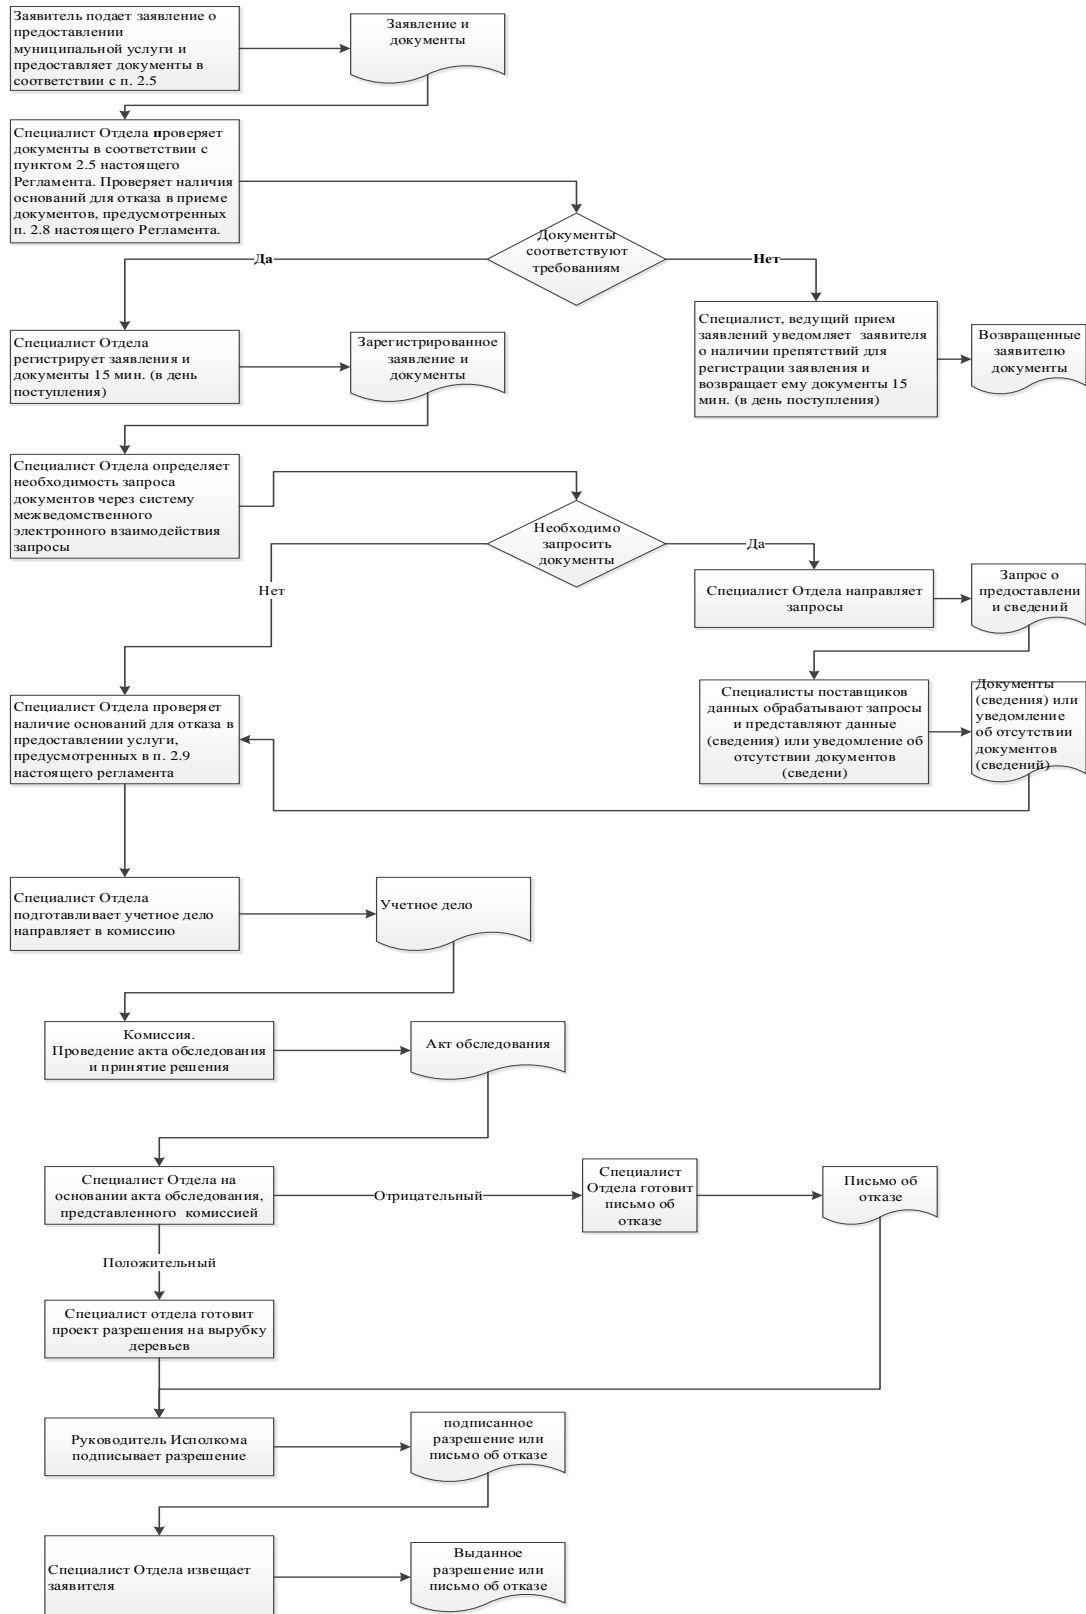 Заявитель подает заявление о
предоставлении
муниципальной услуги и
предоставляет документы в
соответствии с п. 2.5
Заявление и
документы
Специалист Отдела проверяет
документы в соответствии с
пунктом 2.5 настоящего
Регламента. Проверяет наличия
оснований для отказа в приеме
документов, предусмотренных
п. 2.8 настоящего Регламента.
Документы
соответствуют
требованиям
Да
Нет
Специалист Отдела
регистрирует заявления и
документы 15 мин. (в день
поступления)
Зарегистрированное
заявление и
документы
Специалист, ведущий прием
заявлений уведомляет заявителя
о наличии препятствий для
регистрации заявления и
возвращает ему документы 15
мин. (в день поступления)
Возвращенные
заявителю
документы
Специалист Отдела определяет
необходимость запроса
документов через систему
межведомственного
электронного взаимодействия
запросы
Необходимо
запросить
документы
Да
Нет
Специалист Отдела направляет
запросы
Запрос о
предоставлени
и сведений
Специалист Отдела проверяет
наличие оснований для отказа в
предоставлении услуги,
предусмотренных в п. 2.9
настоящего регламента
Специалисты поставщиков
данных обрабатывают запросы
и представляют данные
(сведения) или уведомление об
отсутствии документов
(сведени)
Документы
(сведения) или
уведомление
об отсутствии
документов
(сведений)
Специалист Отдела
подготавливает учетное дело
направляет в комиссию
Учетное дело
Комиссия.
Проведение акта обследования
и принятие решения
Акт обследования
Специалист Отдела на
основании акта обследования,
представленного комиссией
Отрицательный
Специалист
Отдела готовит
письмо об
отказе
Письмо об
отказе
Положительный
Специалист отдела готовит
проект разрешения на вырубку
деревьев
Руководитель Исполкома
подписывает разрешение
подписанное
разрешение или
письмо об отказе
Специалист Отдела извещает
заявителя
Выданное
разрешение или
письмо об отказе